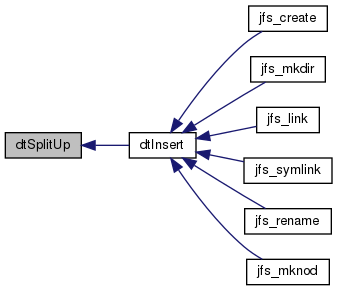 jfs_create
jfs_mkdir
jfs_link
dtSplitUp
dtInsert
jfs_symlink
jfs_rename
jfs_mknod